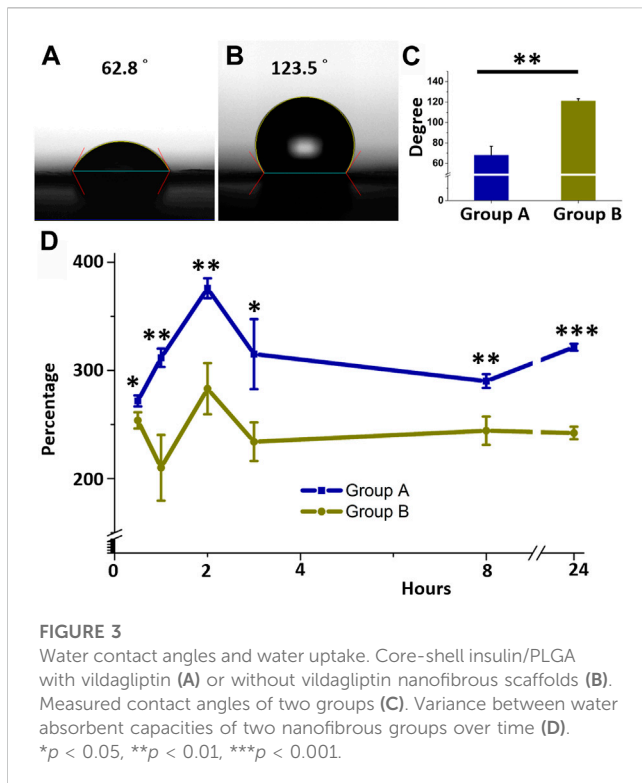 A
62.8°
B
123.5°
C
**
Degree
140
120
100
80
60
0
Group A
Group B
D
Percentage
400
300
200
*
**
**
*
**
***
Group A
Group B
0
2
4
8
24
Hours
FIGURE 3
Water contact angles and water uptake. Core-shell insulin/PLGA
with vildagliptin (A) or without vildagliptin nanofibrous scaffolds (B).
Measured contact angles of two groups (C). Variance between water
absorbent capacities of two nanofibrous groups over time (D).
*p < 0.05, **p < 0.01, ***p < 0.001.